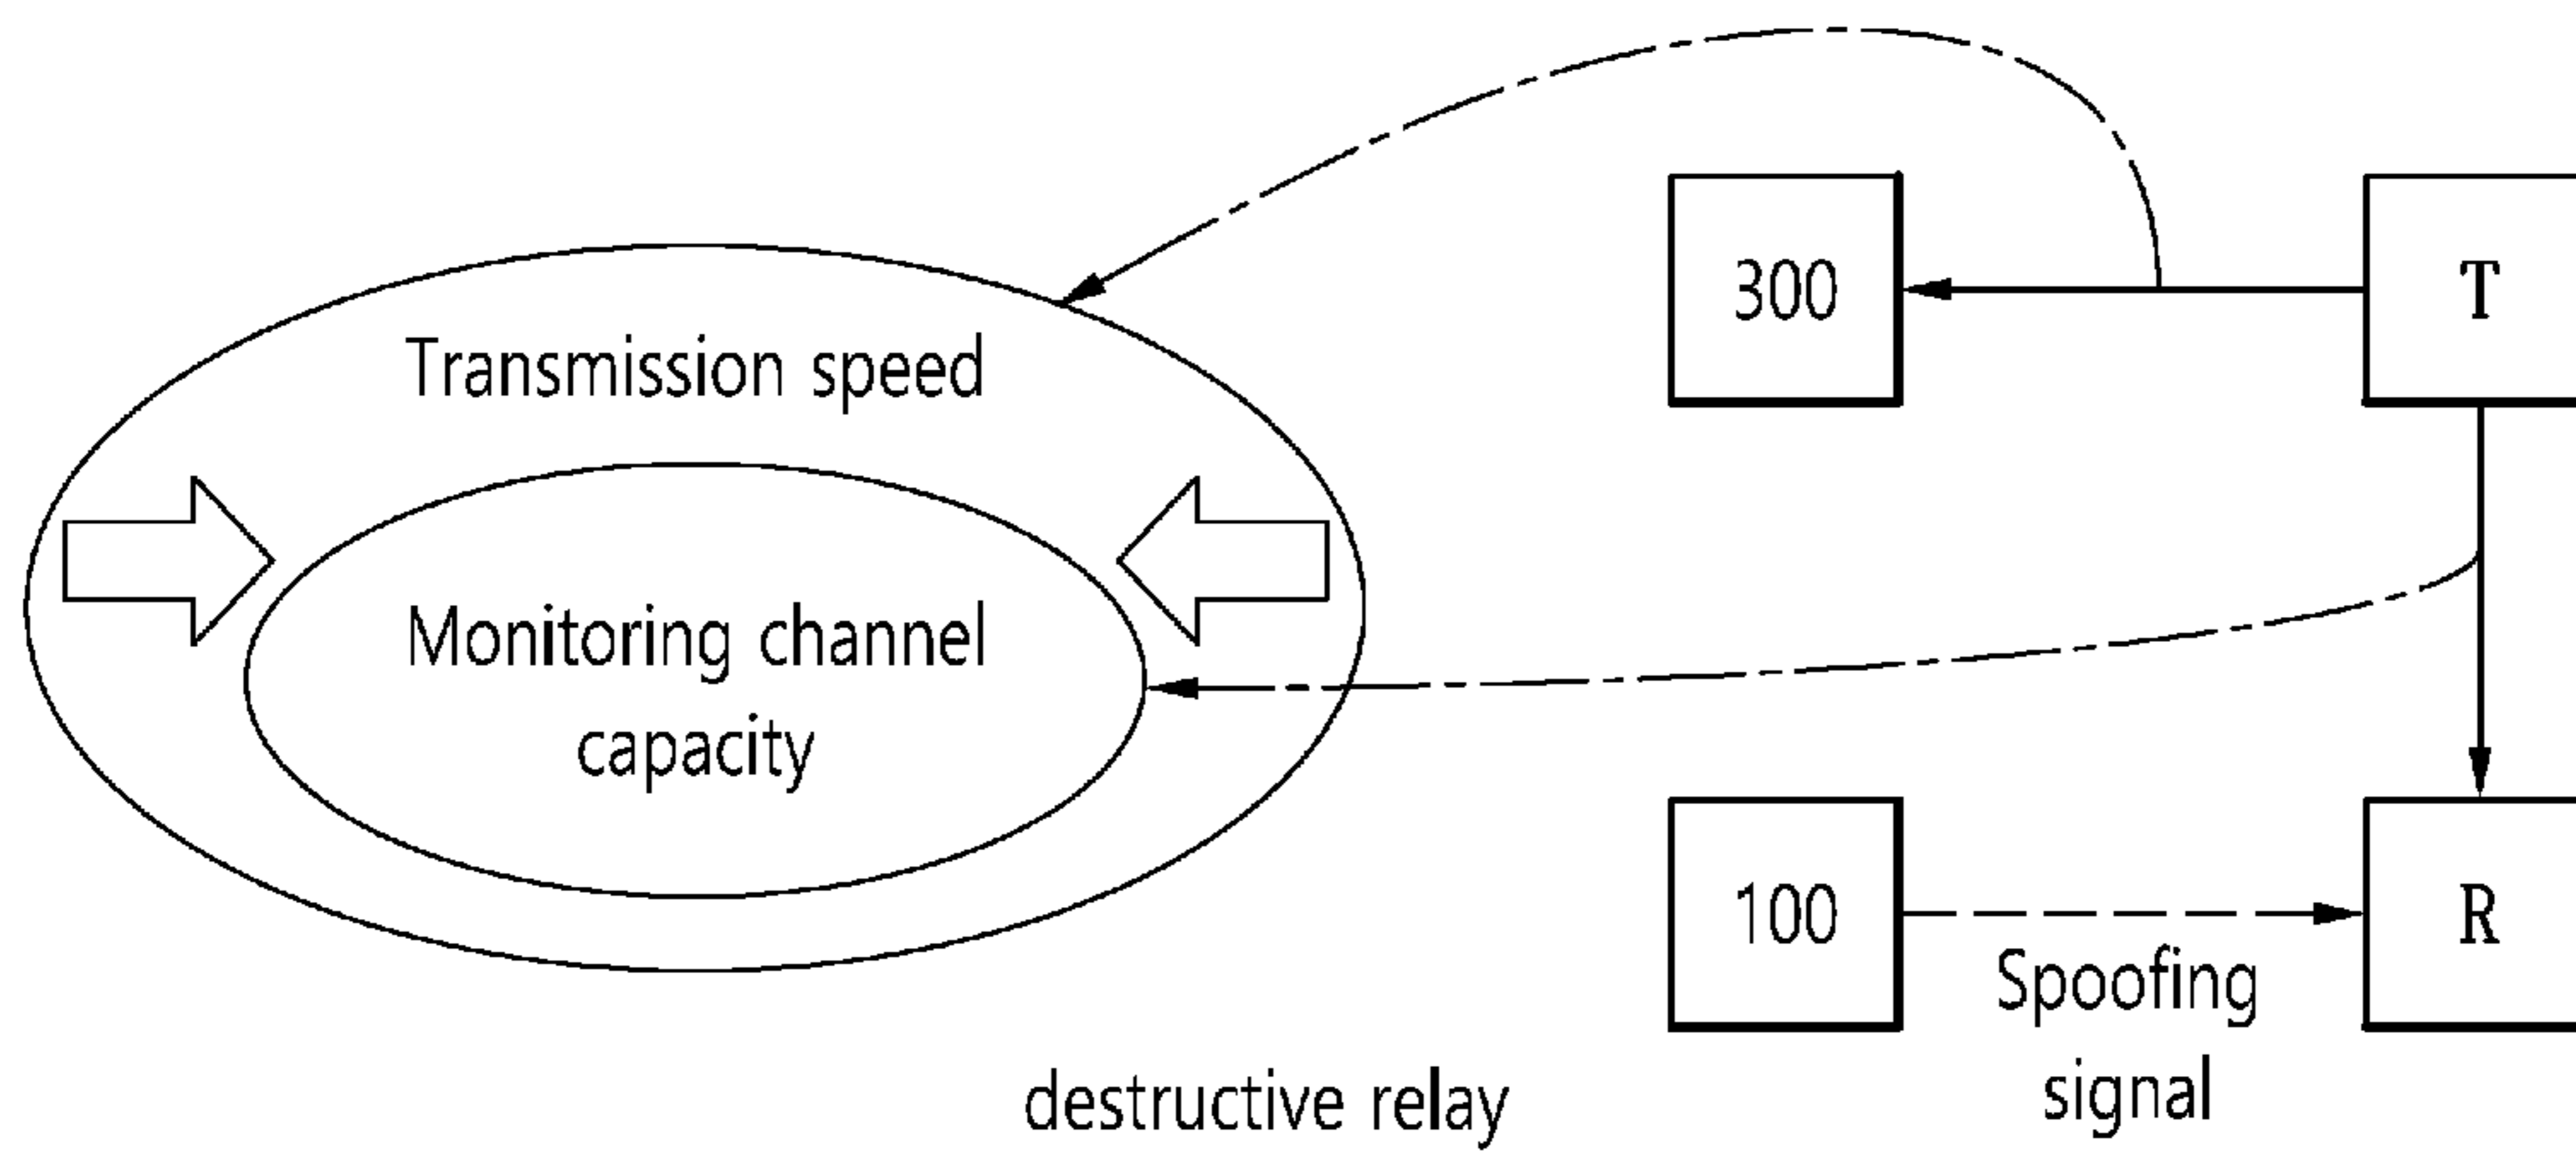 300
T
Transmission speed
Monitoring channel
capacity
100
R
Spoofing
signal
destructive relay